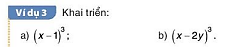 Ví dụ 3 Khai triển:
a) (x – 1)³; b) (x – 2y)³.